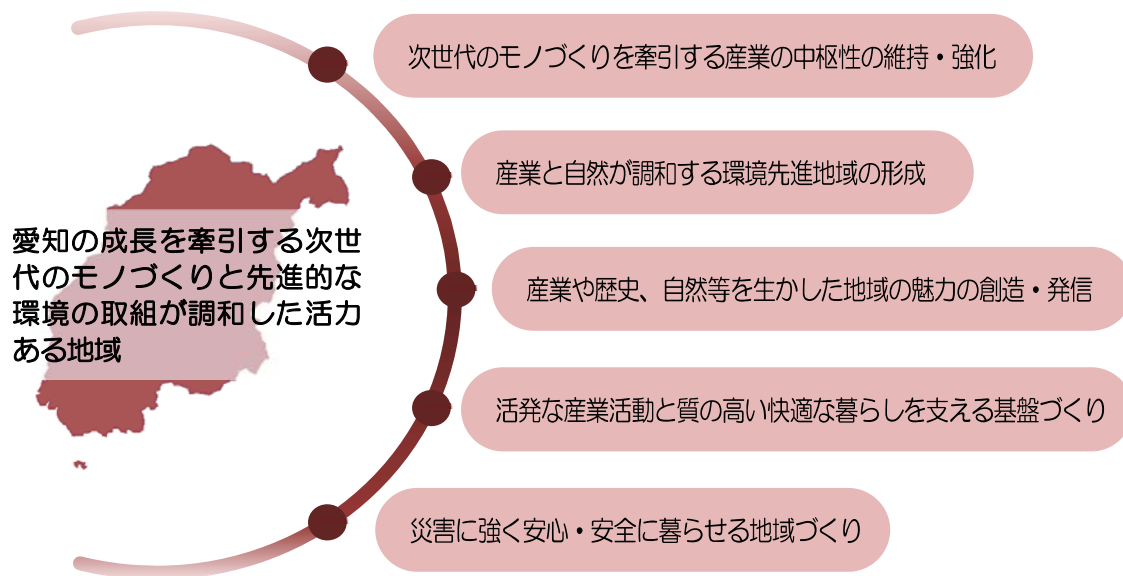 愛知の成長を牽引する次世
代のモノづくりと先進的な
環境の取組が調和した活力
ある地域
次世代のモノづくりを牽引する産業の中枢性の維持・強化
産業と自然が調和する環境先進地域の形成
産業や歴史、自然等を生かした地域の魅力の創造・発信
活発な産業活動と質の高い快適な暮らしを支える基盤づくり
災害に強く安心・安全に暮らせる地域づくり